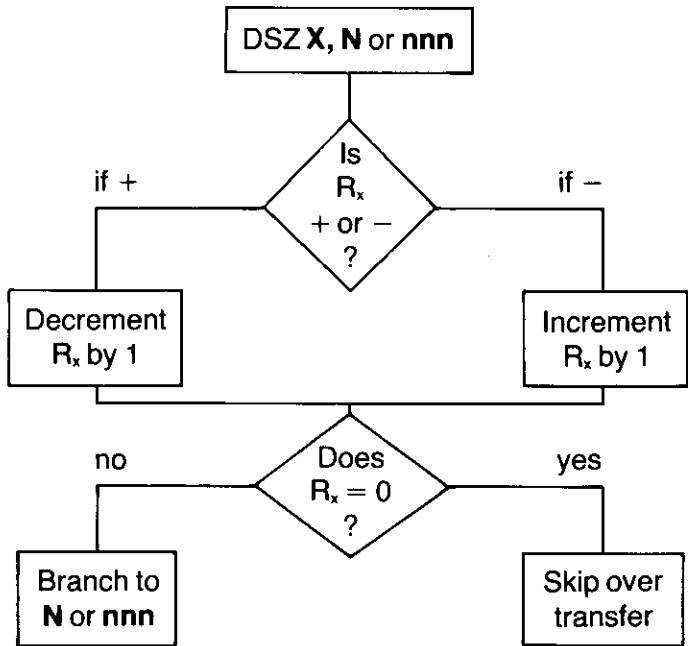 DSZ X, N or nnn
Is
Rₓ
+ or −
?
if +
if −
Decrement
Rₓ by 1
Increment
Rₓ by 1
Does
Rₓ = 0
?
no
yes
Branch to
N or nnn
Skip over
transfer